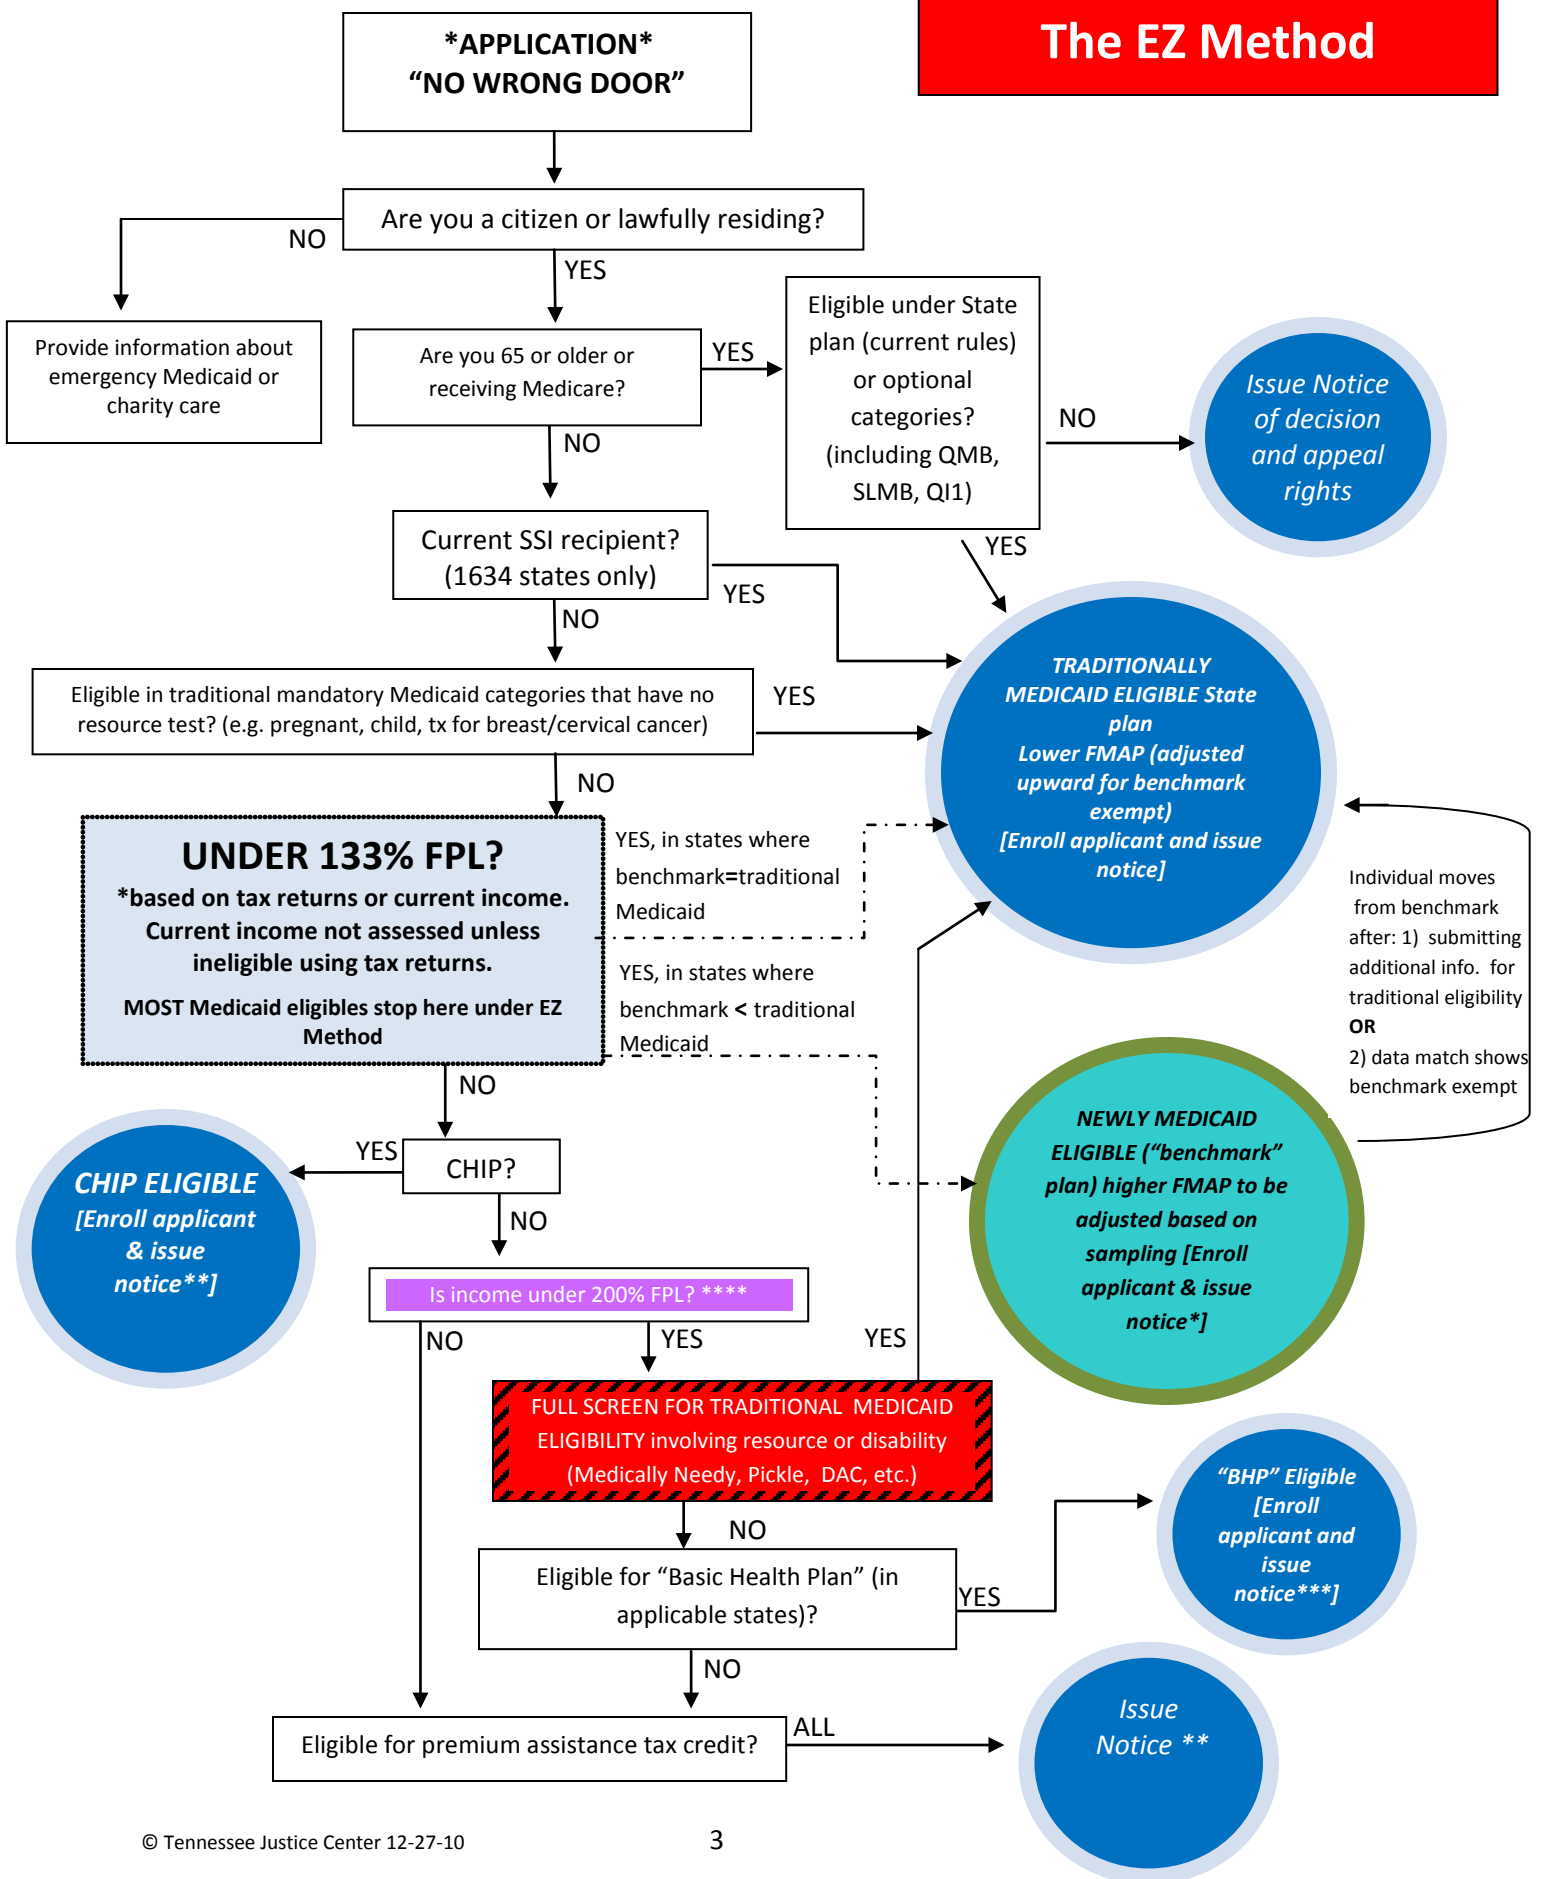 The EZ Method
*APPLICATION*
“NO WRONG DOOR”
Are you a citizen or lawfully residing?
NO
YES
Provide information about
emergency Medicaid or
charity care
Are you 65 or older or
receiving Medicare?
YES
NO
Eligible under State
plan (current rules)
or optional
categories?
(including QMB,
SLMB, QI1)
NO
YES
Issue Notice
of decision
and appeal
rights
Current SSI recipient?
(1634 states only)
YES
NO
Eligible in traditional mandatory Medicaid categories that have no
resource test? (e.g. pregnant, child, tx for breast/cervical cancer)
YES
NO
TRADITIONALLY
MEDICAID ELIGIBLE State
plan
Lower FMAP (adjusted
upward for benchmark
exempt)
[Enroll applicant and issue
notice]
UNDER 133% FPL?
*based on tax returns or current income.
Current income not assessed unless
ineligible using tax returns.
MOST Medicaid eligibles stop here under EZ
Method
YES, in states where
benchmark=traditional
Medicaid
YES, in states where
benchmark < traditional
Medicaid
NO
Individual moves
from benchmark
after: 1) submitting
additional info. for
traditional eligibility
OR
2) data match shows
benchmark exempt
NEWLY MEDICAID
ELIGIBLE (“benchmark”
plan) higher FMAP to be
adjusted based on
sampling [Enroll
applicant & issue
notice*]
CHIP?
YES
NO
CHIP ELIGIBLE
[Enroll applicant
& issue
notice**]
Is income under 200% FPL? ****
NO
YES
YES
FULL SCREEN FOR TRADITIONAL MEDICAID
ELIGIBILITY involving resource or disability
(Medically Needy, Pickle, DAC, etc.)
NO
Eligible for “Basic Health Plan” (in
applicable states)?
YES
NO
“BHP” Eligible
[Enroll
applicant and
issue
notice***]
Eligible for premium assistance tax credit?
ALL
Issue
Notice **
© Tennessee Justice Center 12-27-10
3